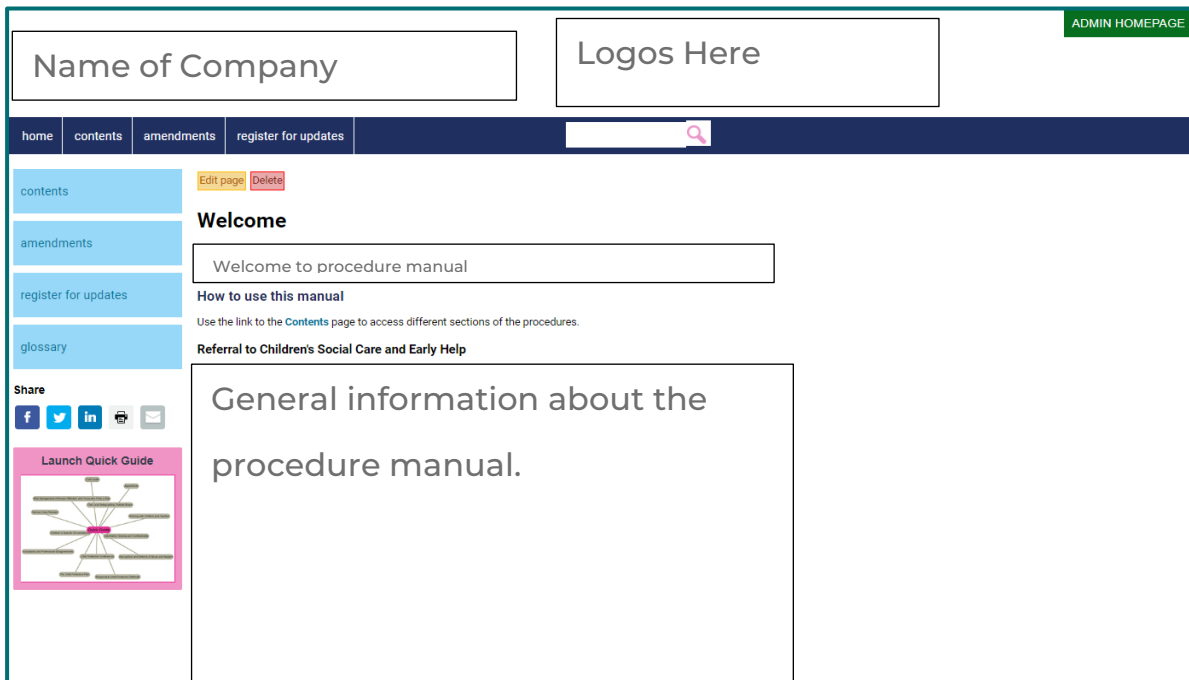 ADMIN HOMEPAGE
Name of Company
Logos Here
home contents amendments register for updates
contents
amendments
register for updates
glossary
Share
Launch Quick Guide
Edit page Delete
Welcome
Welcome to procedure manual
How to use this manual
Use the link to the Contents page to access different sections of the procedures.
Referral to Children's Social Care and Early Help
General information about the
procedure manual.